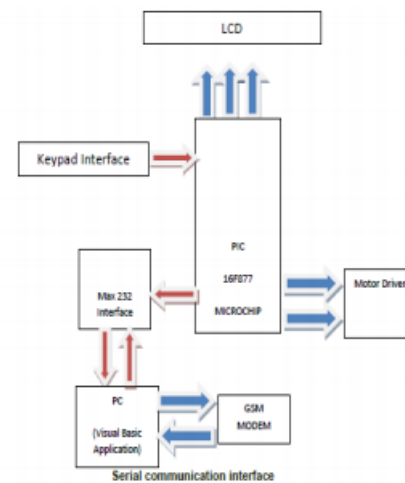 LCD
Keypad Interface
PIC
16F877
MICROCHIP
Motor Driver
Max 232
Interface
PC
(Visual Basic
Application)
GSM
MODEM
Serial communication interface